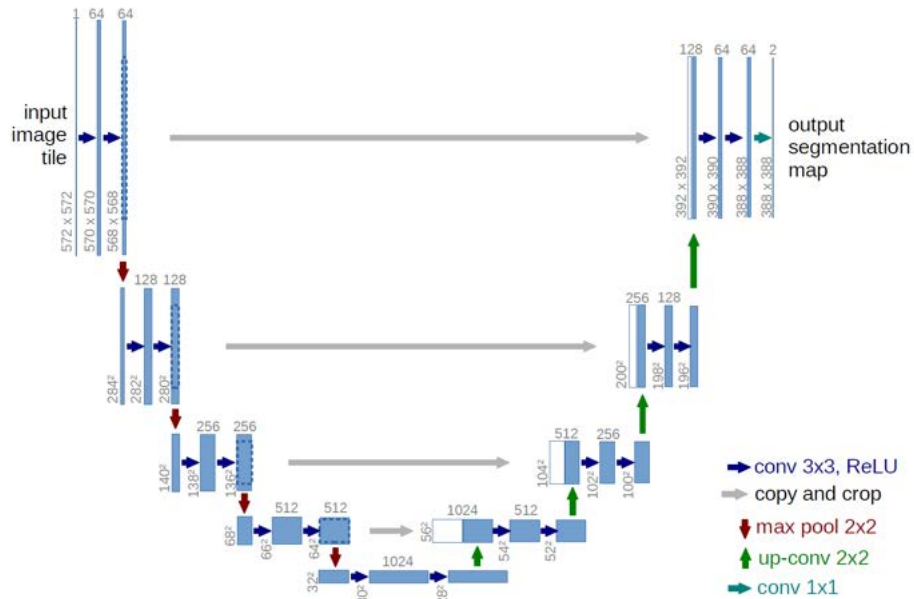 1 64 64
128 64 64 2
input
image
tile
output
segmentation
map
572 x 572
570 x 570
568 x 568
392 x 392
390 x 390
388 x 388
388 x 388
128 128
256 128
284²
282²
280²
200²
198²
196²
256 256
512 256
140²
138²
136²
104²
102²
100²
512 512
1024 512
68²
66²
64²
56²
54²
52²
1024
32²
conv 3x3, ReLU
copy and crop
max pool 2x2
up-conv 2x2
conv 1x1